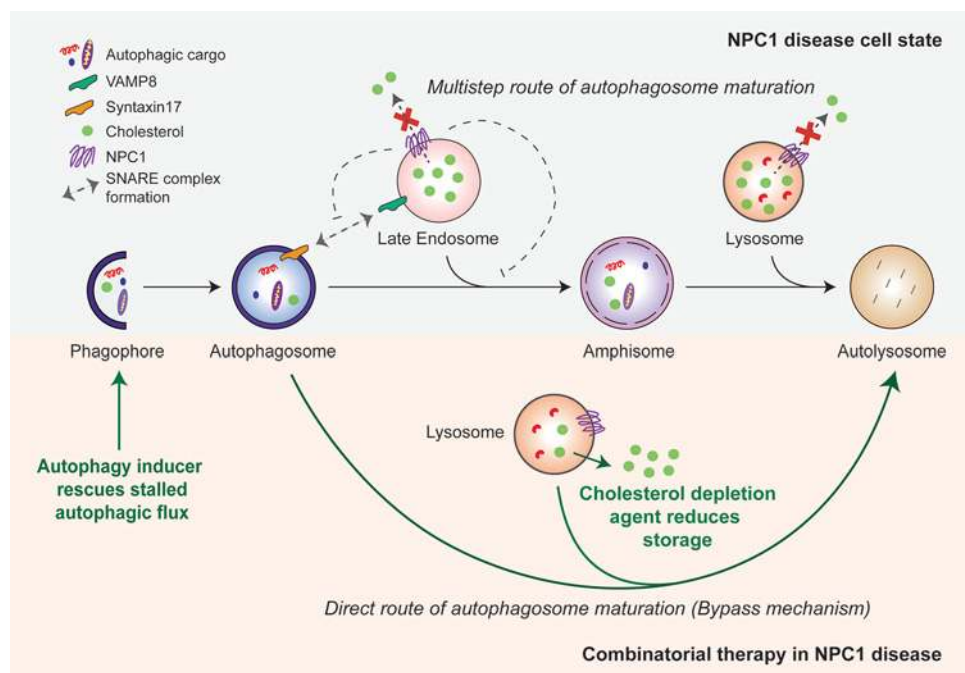 NPC1 disease cell state
Autophagic cargo
VAMP8
Syntaxin17
Cholesterol
NPC1
SNARE complex
formation
Multistep route of autophagosome maturation
Late Endosome
Lysosome
Phagophore
Autophagosome
Amphisome
Autolysosome
Lysosome
Autophagy inducer
rescues stalled
autophagic flux
Cholesterol depletion
agent reduces
storage
Direct route of autophagosome maturation (Bypass mechanism)
Combinatorial therapy in NPC1 disease